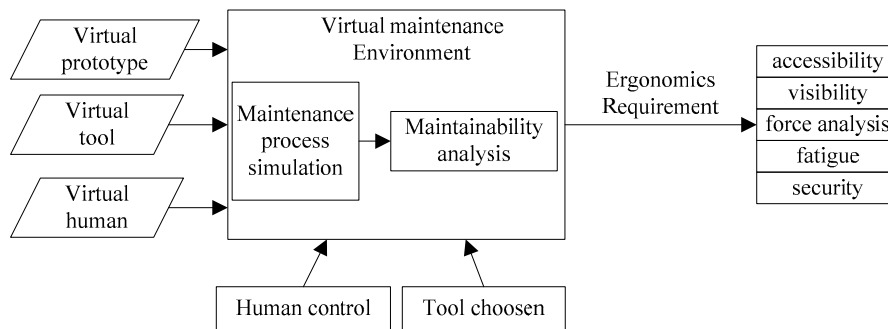 Virtual
prototype
Virtual
tool
Virtual
human
Virtual maintenance
Environment
Maintenance
process
simulation
Maintainability
analysis
Human control
Tool choosen
Ergonomics
Requirement
accessibility
visibility
force analysis
fatigue
security